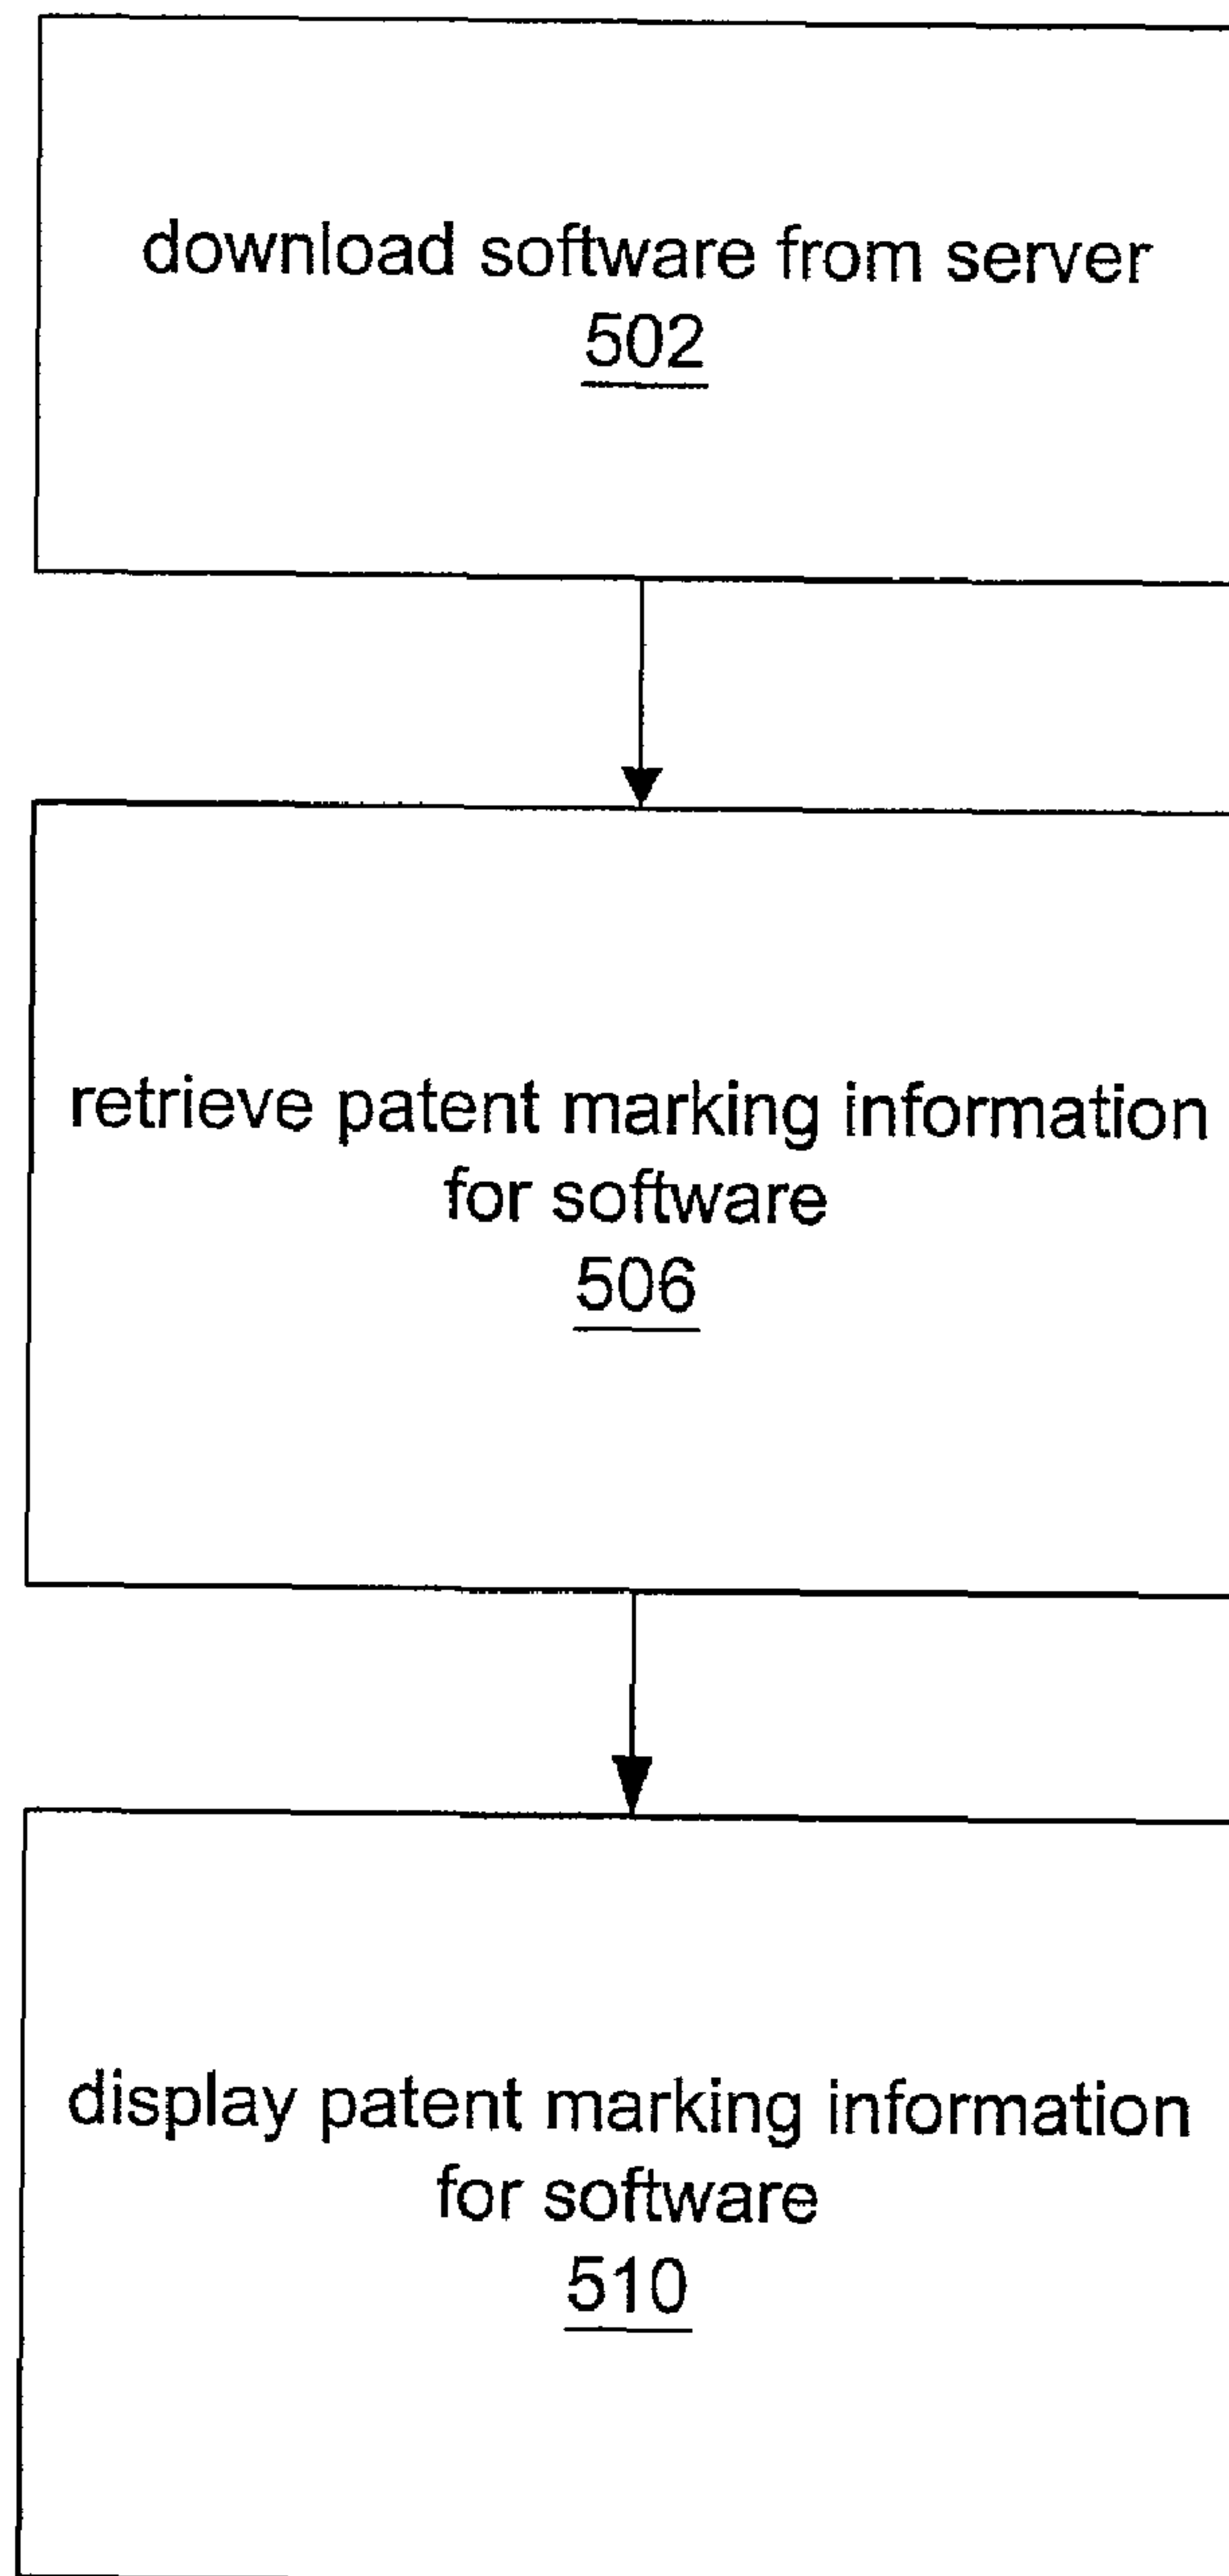 download software from server
502
retrieve patent marking information
for software
506
display patent marking information
for software
510